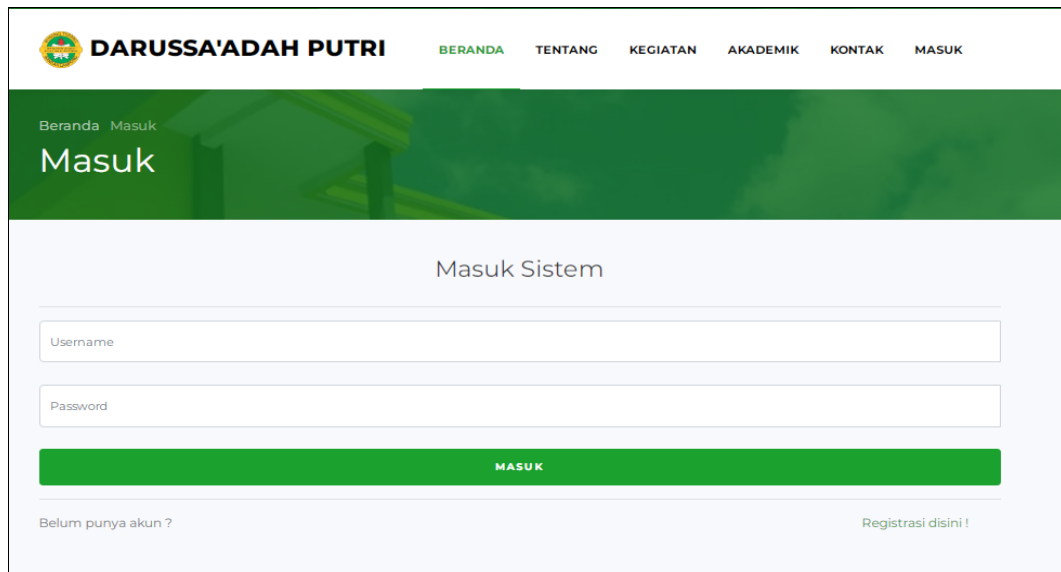 DARUSSA'ADAH PUTRI BERANDA TENTANG KEGIATAN AKADEMIK KONTAK MASUK
Beranda Masuk
Masuk
Masuk Sistem
Username
Password
MASUK
Belum punya akun ? Registrasi disini !